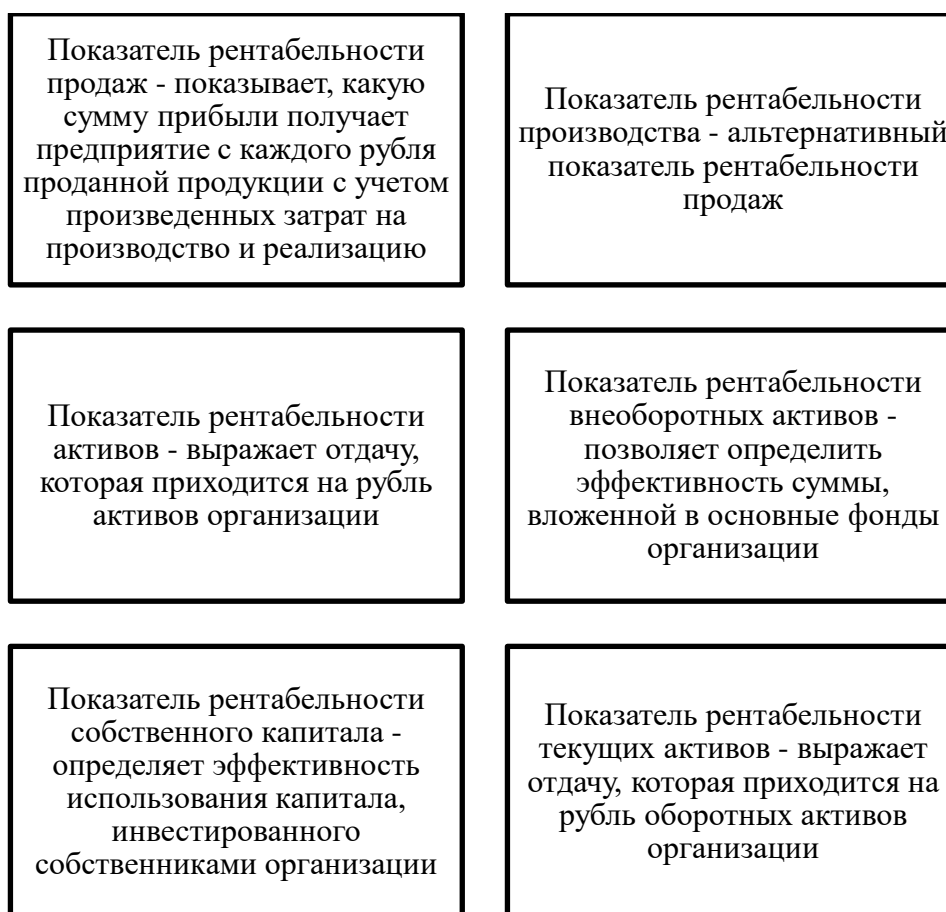 Показатель рентабельности
продаж - показывает, какую
сумму прибыли получает
предприятие с каждого рубля
проданной продукции с учетом
произведенных затрат на
производство и реализацию
Показатель рентабельности
производства - альтернативный
показатель рентабельности
продаж
Показатель рентабельности
активов - выражает отдачу,
которая приходится на рубль
активов организации
Показатель рентабельности
внеоборотных активов -
позволяет определить
эффективность суммы,
вложенной в основные фонды
организации
Показатель рентабельности
собственного капитала -
определяет эффективность
использования капитала,
инвестированного
собственниками организации
Показатель рентабельности
текущих активов - выражает
отдачу, которая приходится на
рубль оборотных активов
организации